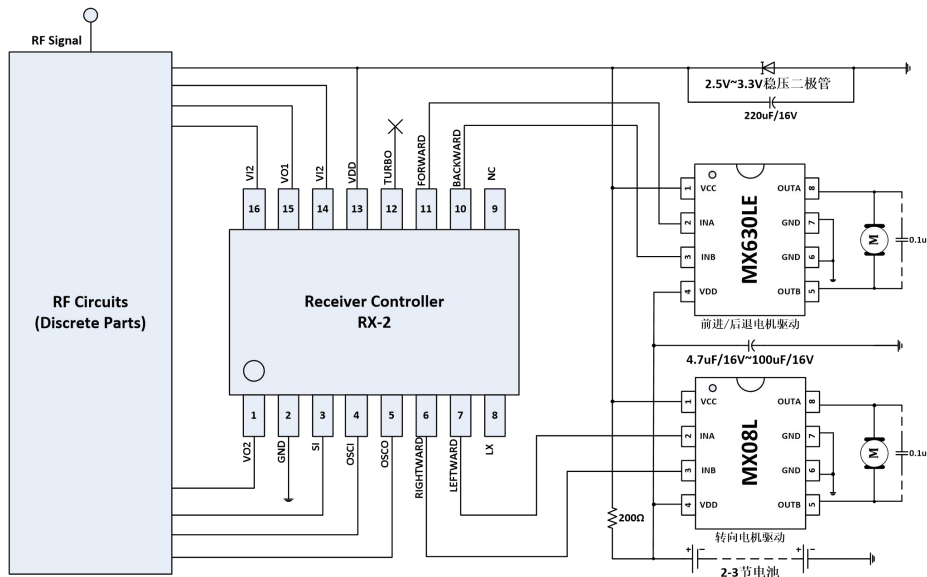 RF Signal
2.5V~3.3V稳压二极管
220uF/16V
RF Circuits
(Discrete Parts)
VI2
VO1
VI2
VDD
TURBO
FORWARD
BACKWARD
NC
16
15
14
13
12
11
10
9
Receiver Controller
RX-2
1
2
3
4
5
6
7
8
VO2
GND
SI
OSCI
OSCO
RIGHTWARD
LEFTWARD
LX
MX630LE
1
VCC
2
INA
3
INB
4
VDD
OUTA
8
GND
7
GND
6
OUTB
5
M
0.1u
前进/后退电机驱动
4.7uF/16V~100uF/16V
MX08L
1
VCC
2
INA
3
INB
4
VDD
OUTA
8
GND
7
GND
6
OUTB
5
M
0.1u
转向电机驱动
200Ω
+
-
+
-
2-3节电池